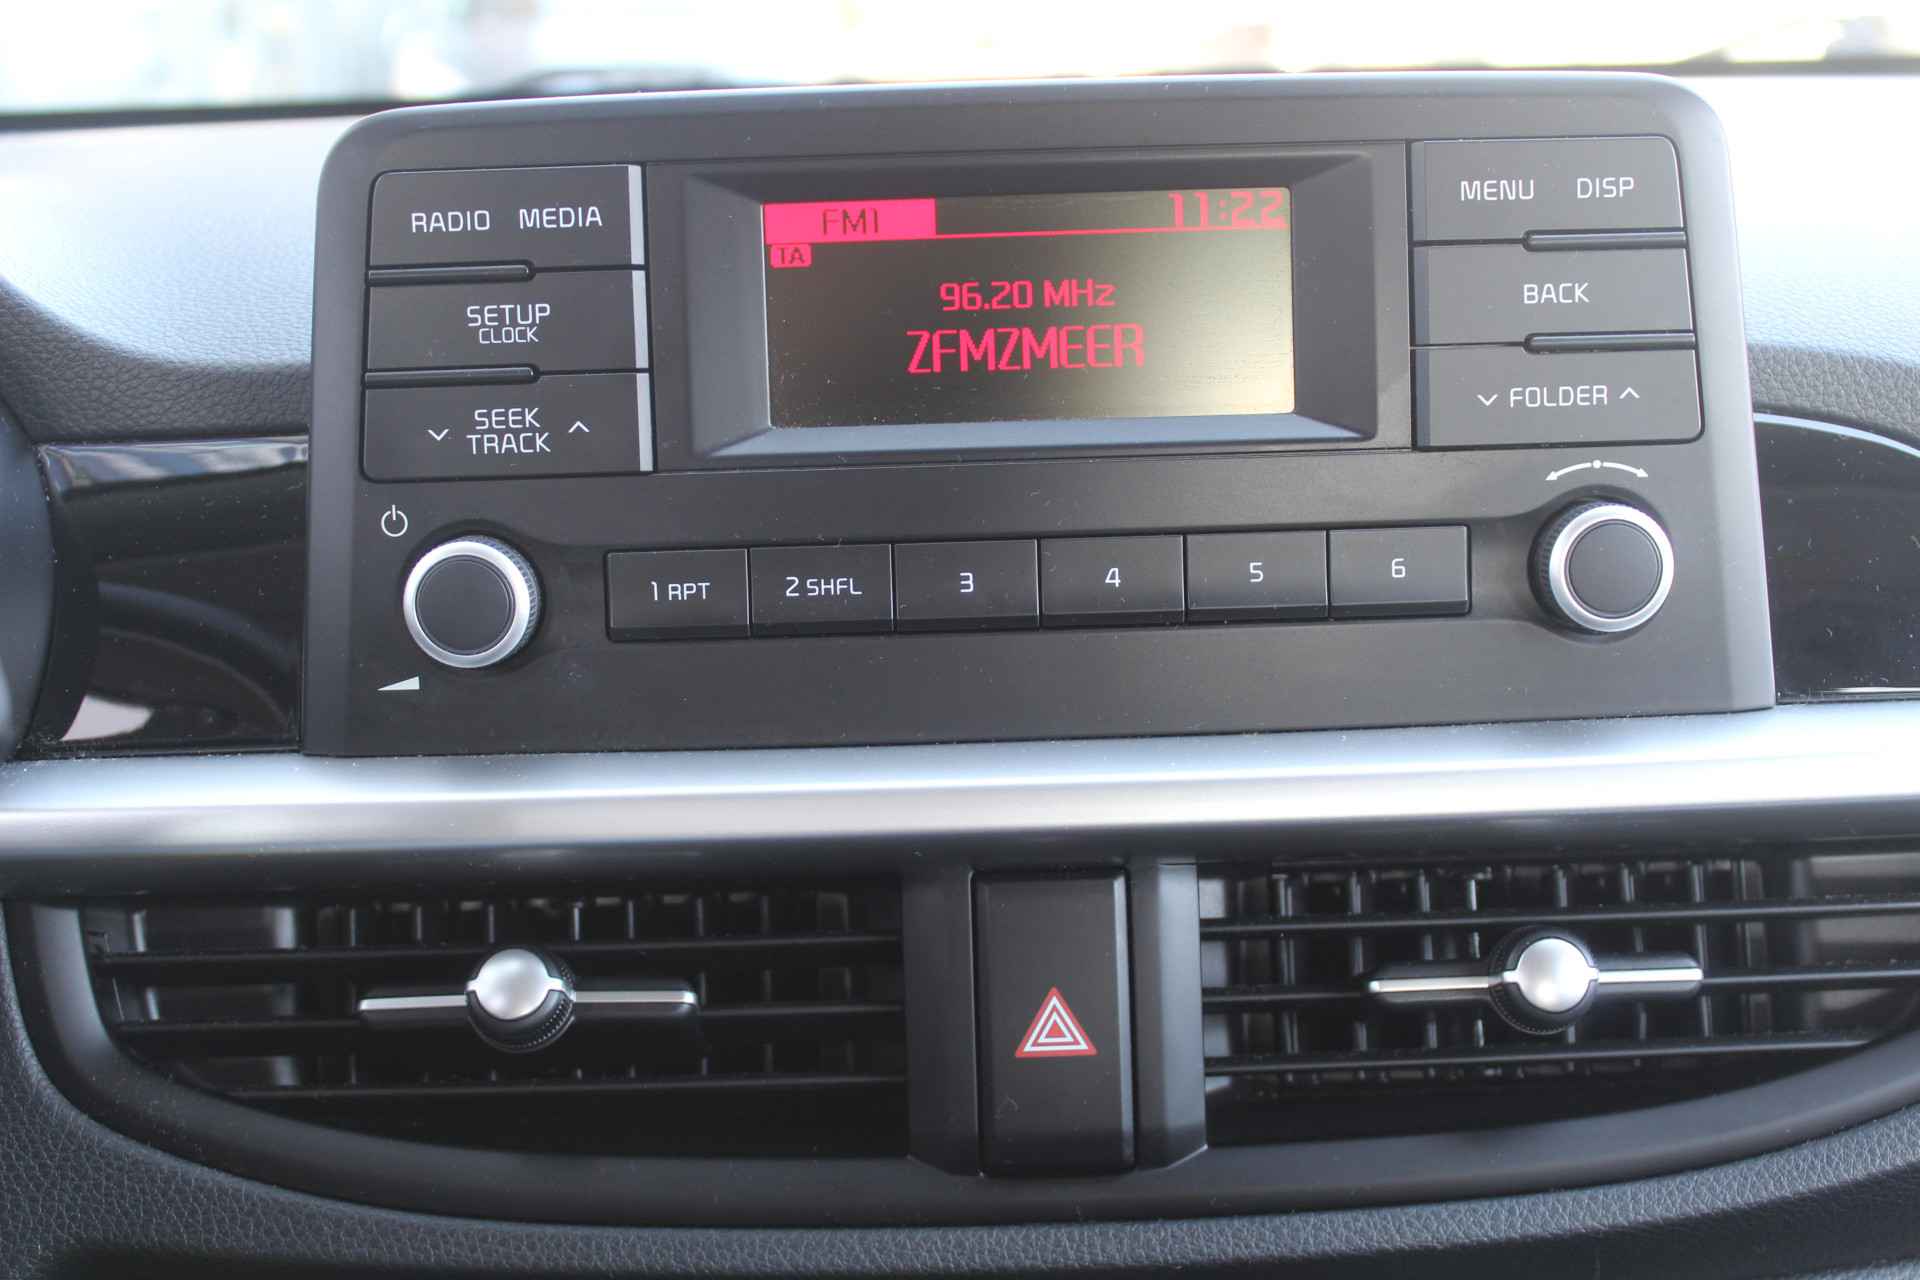 RADIO MEDIA
SETUP
CLOCK
SEEK
TRACK
FM1 11:22
TA
96.20 MHz
ZFMZMEER
MENU DISP
BACK
FOLDER
1 RPT 2 SHFL 3 4 5 6